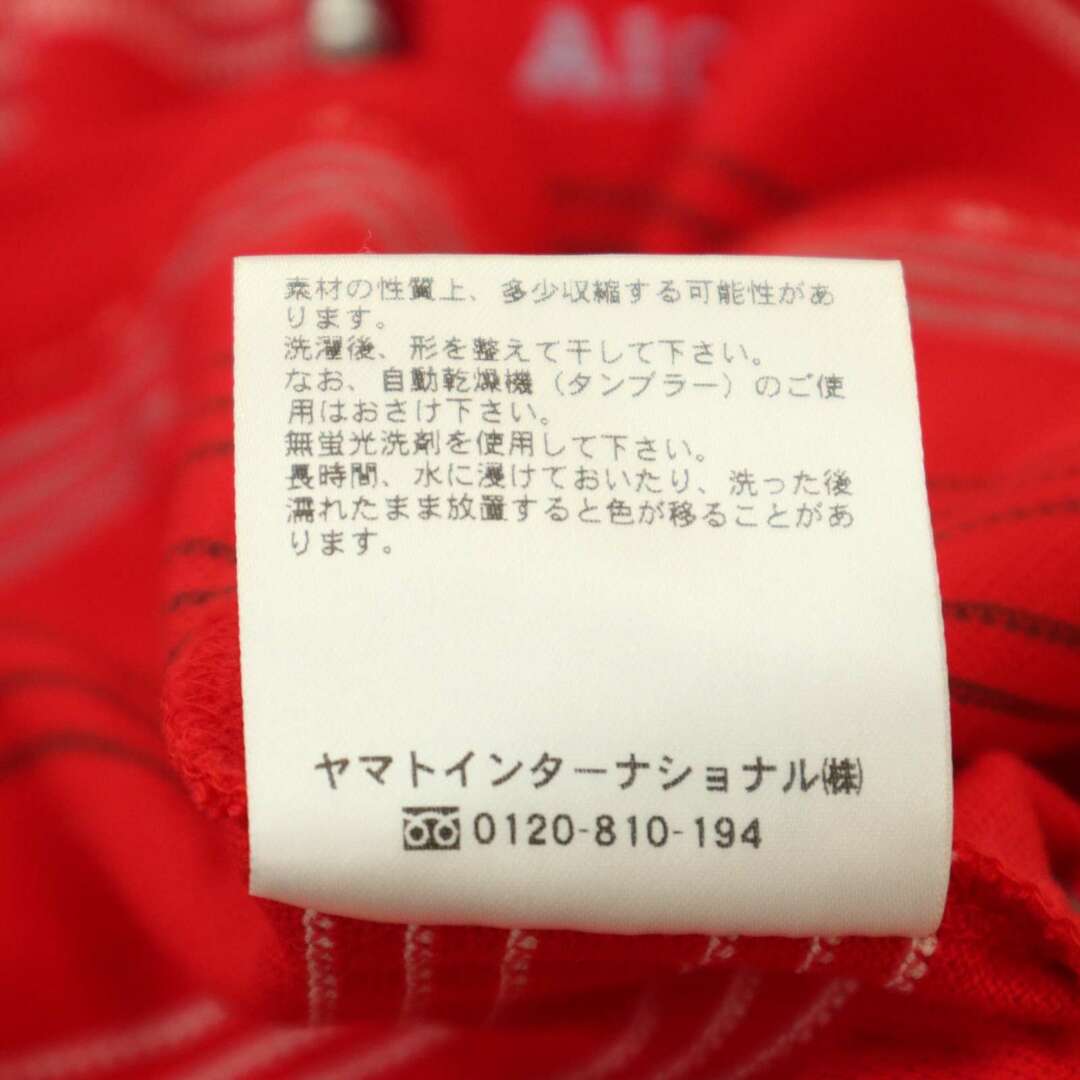 素材の性質上、多少収縮する可能性があ
ります。
洗濯後、形を整えて干して下さい。
なお、自動乾燥機（タンブラー）のご使
用はおさけ下さい。
無蛍光洗剤を使用して下さい。
長時間、水に浸けておいたり、洗った後
濡れたまま放置すると色が移ることがあ
ります。
ヤマトインターナショナル㈱
0120-810-194